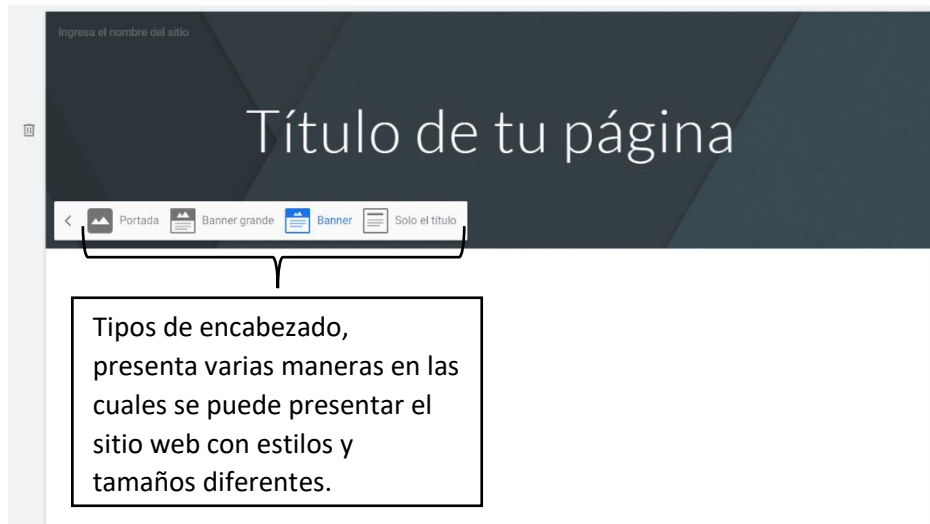 Ingresa el nombre del sitio
Título de tu página
Portada Banner grande Banner Solo el título
Tipos de encabezado,
presenta varias maneras en las
cuales se puede presentar el
sitio web con estilos y
tamaños diferentes.